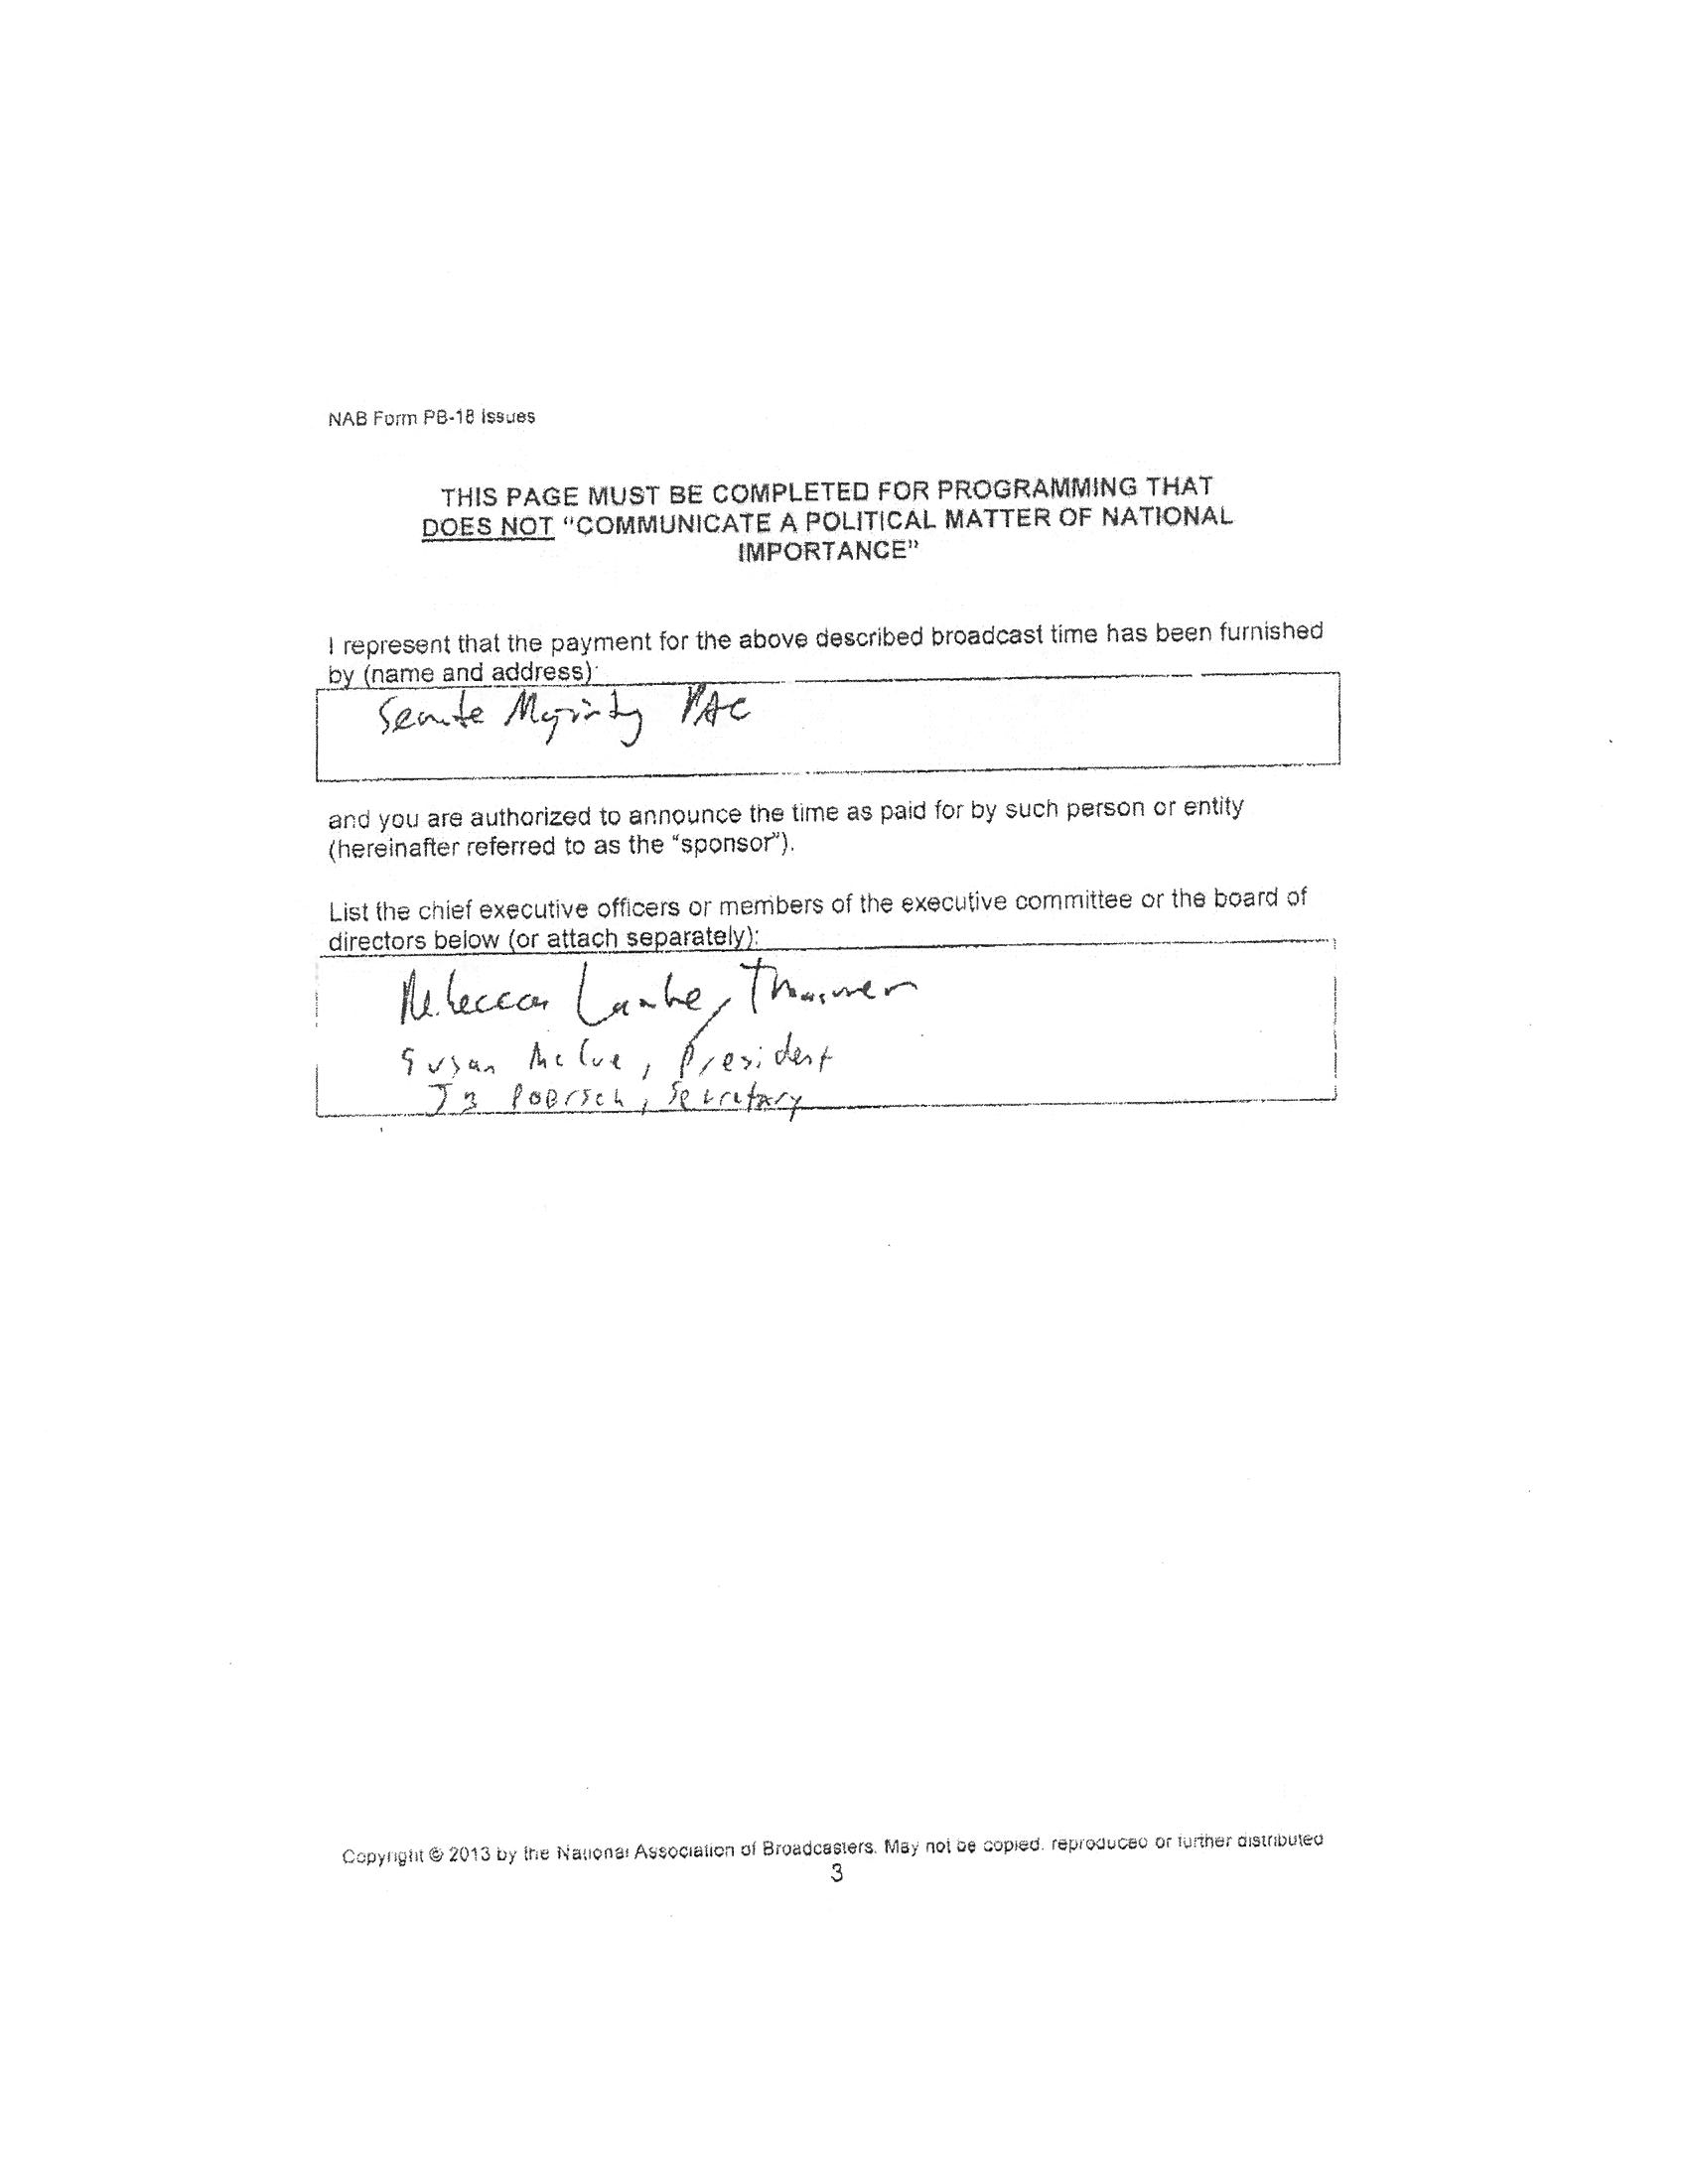 NAB Form PB-18 Issues
THIS PAGE MUST BE COMPLETED FOR PROGRAMMING THAT
DOES NOT "COMMUNICATE A POLITICAL MATTER OF NATIONAL
IMPORTANCE"
I represent that the payment for the above described broadcast time has been furnished
by (name and address):
Senate Majority PAC
and you are authorized to announce the time as paid for by such person or entity
(hereinafter referred to as the "sponsor").
List the chief executive officers or members of the executive committee or the board of
directors below (or attach separately):
Rebecca Lambe,
Susan McCue, President
JB Poersch, Secretary
Copyright © 2013 by the National Association of Broadcasters. May not be copied, reproduced or further distributed
3